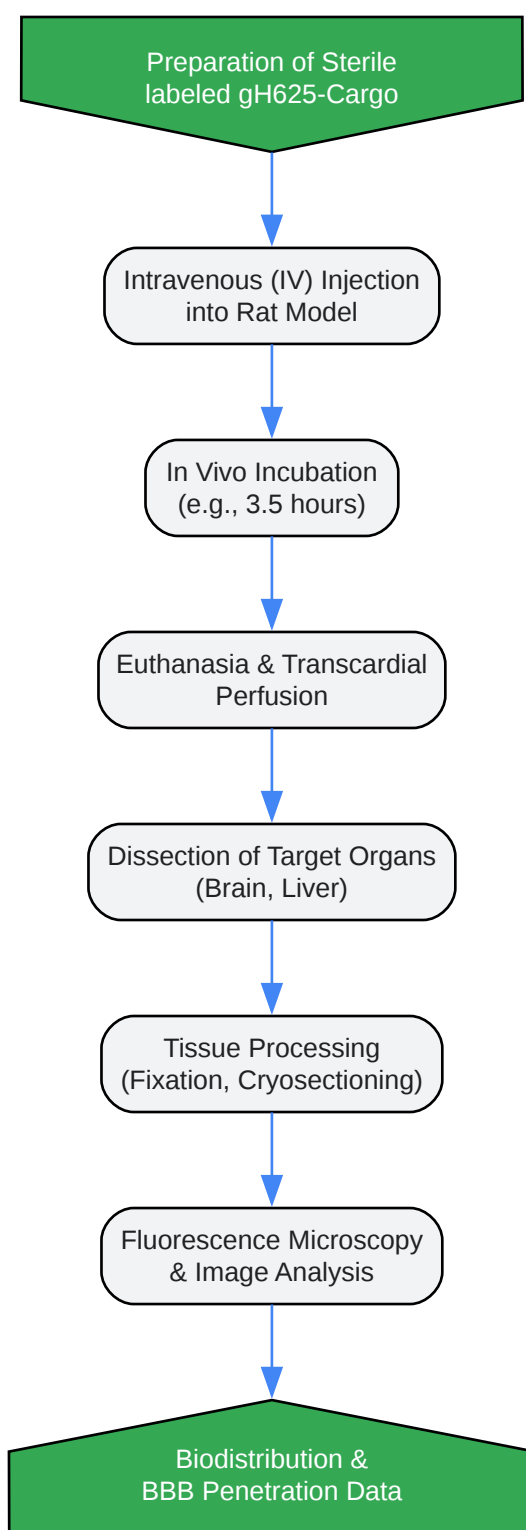 Preparation of Sterile
labeled gH625-Cargo
Intravenous (IV) Injection
into Rat Model
In Vivo Incubation
(e.g., 3.5 hours)
Euthanasia & Transcardial
Perfusion
Dissection of Target Organs
(Brain, Liver)
Tissue Processing
(Fixation, Cryosectioning)
Fluorescence Microscopy
& Image Analysis
Biodistribution &
BBB Penetration Data